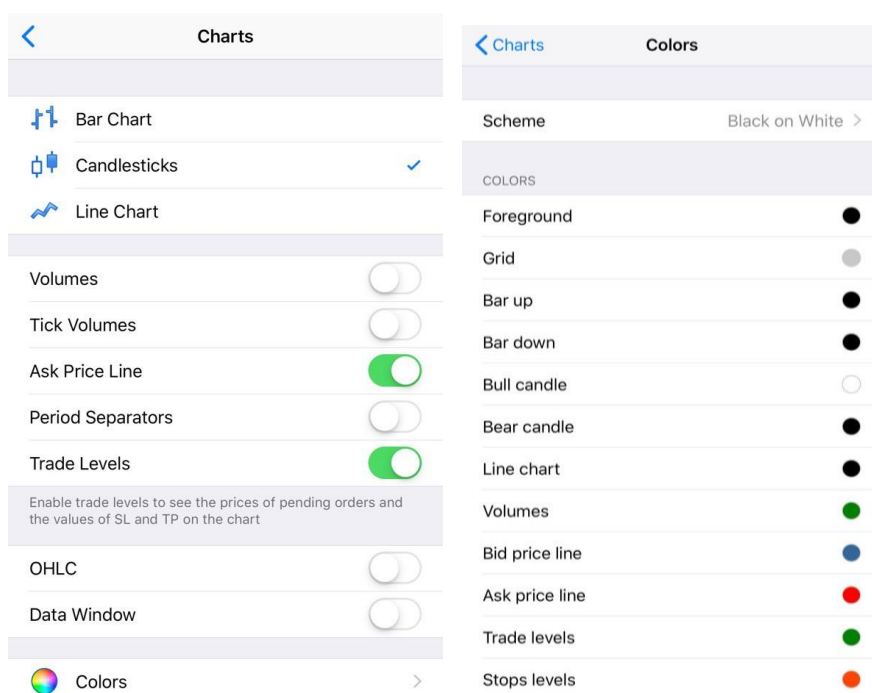 Charts
Bar Chart
Candlesticks
Line Chart
Volumes
Tick Volumes
Ask Price Line
Period Separators
Trade Levels
Enable trade levels to see the prices of pending orders and
the values of SL and TP on the chart
OHLC
Data Window
Colors
Charts
Colors
Scheme
Black on White
COLORS
Foreground
Grid
Bar up
Bar down
Bull candle
Bear candle
Line chart
Volumes
Bid price line
Ask price line
Trade levels
Stops levels